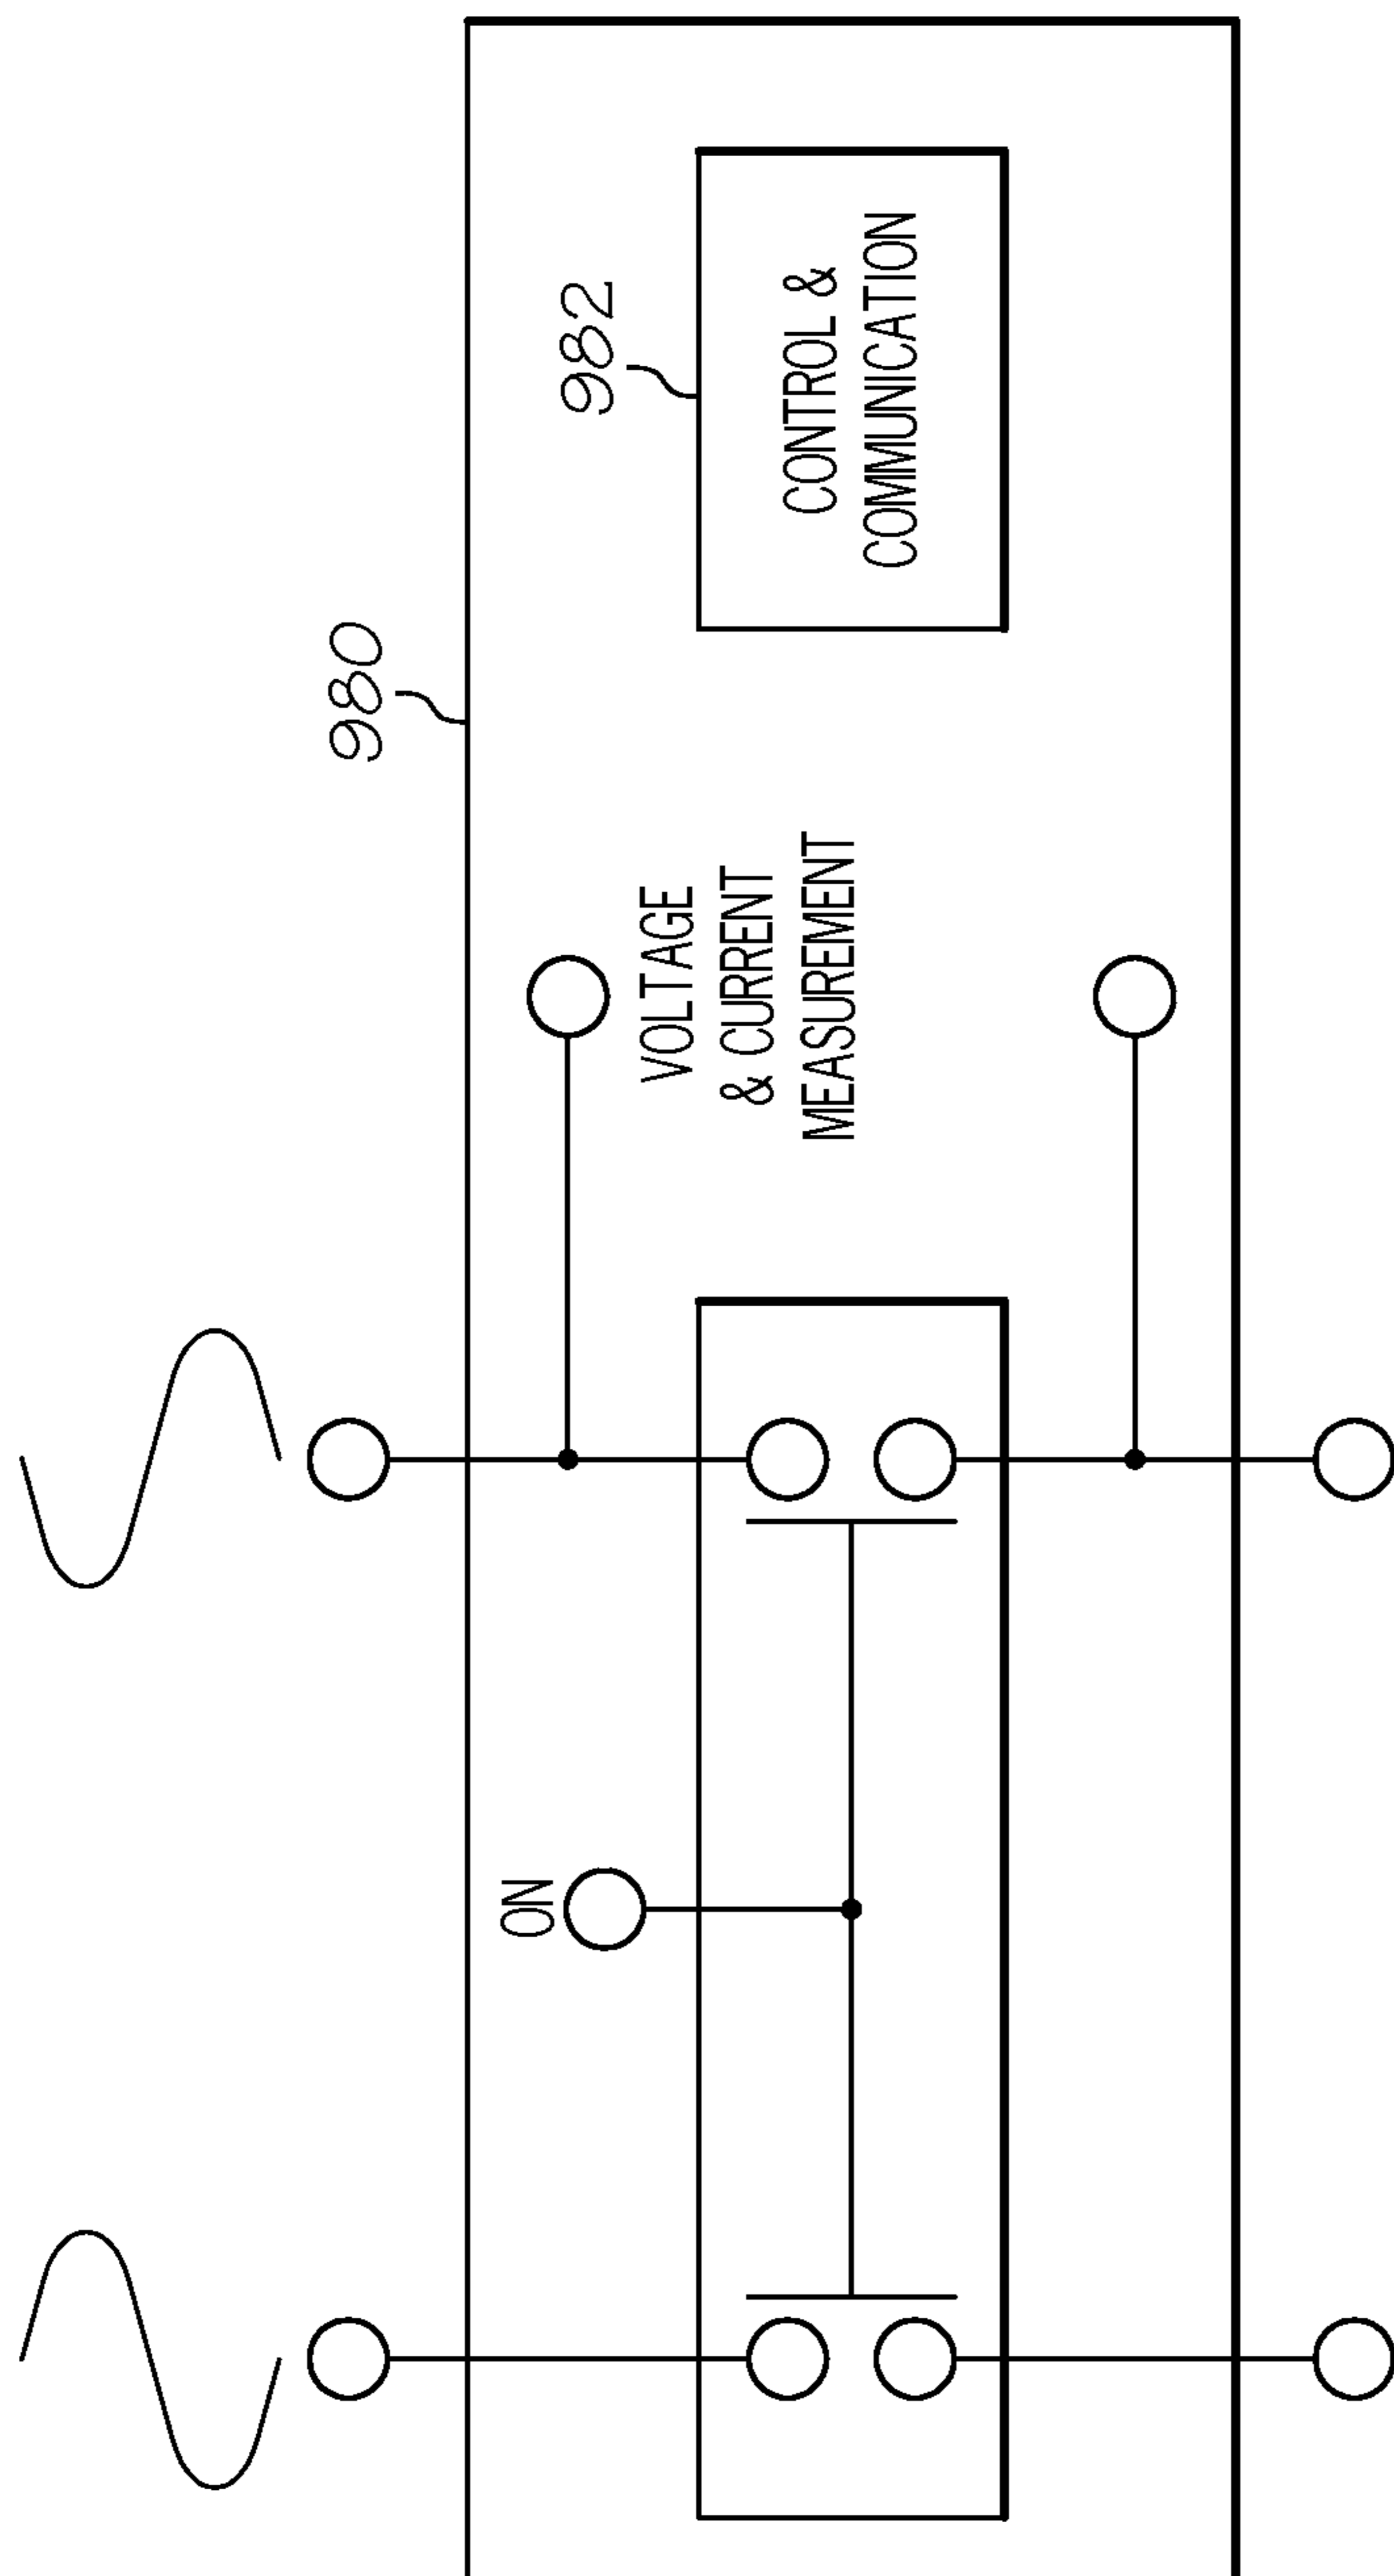 980
982
CONTROL &
COMMUNICATION
VOLTAGE
& CURRENT
MEASUREMENT
ON